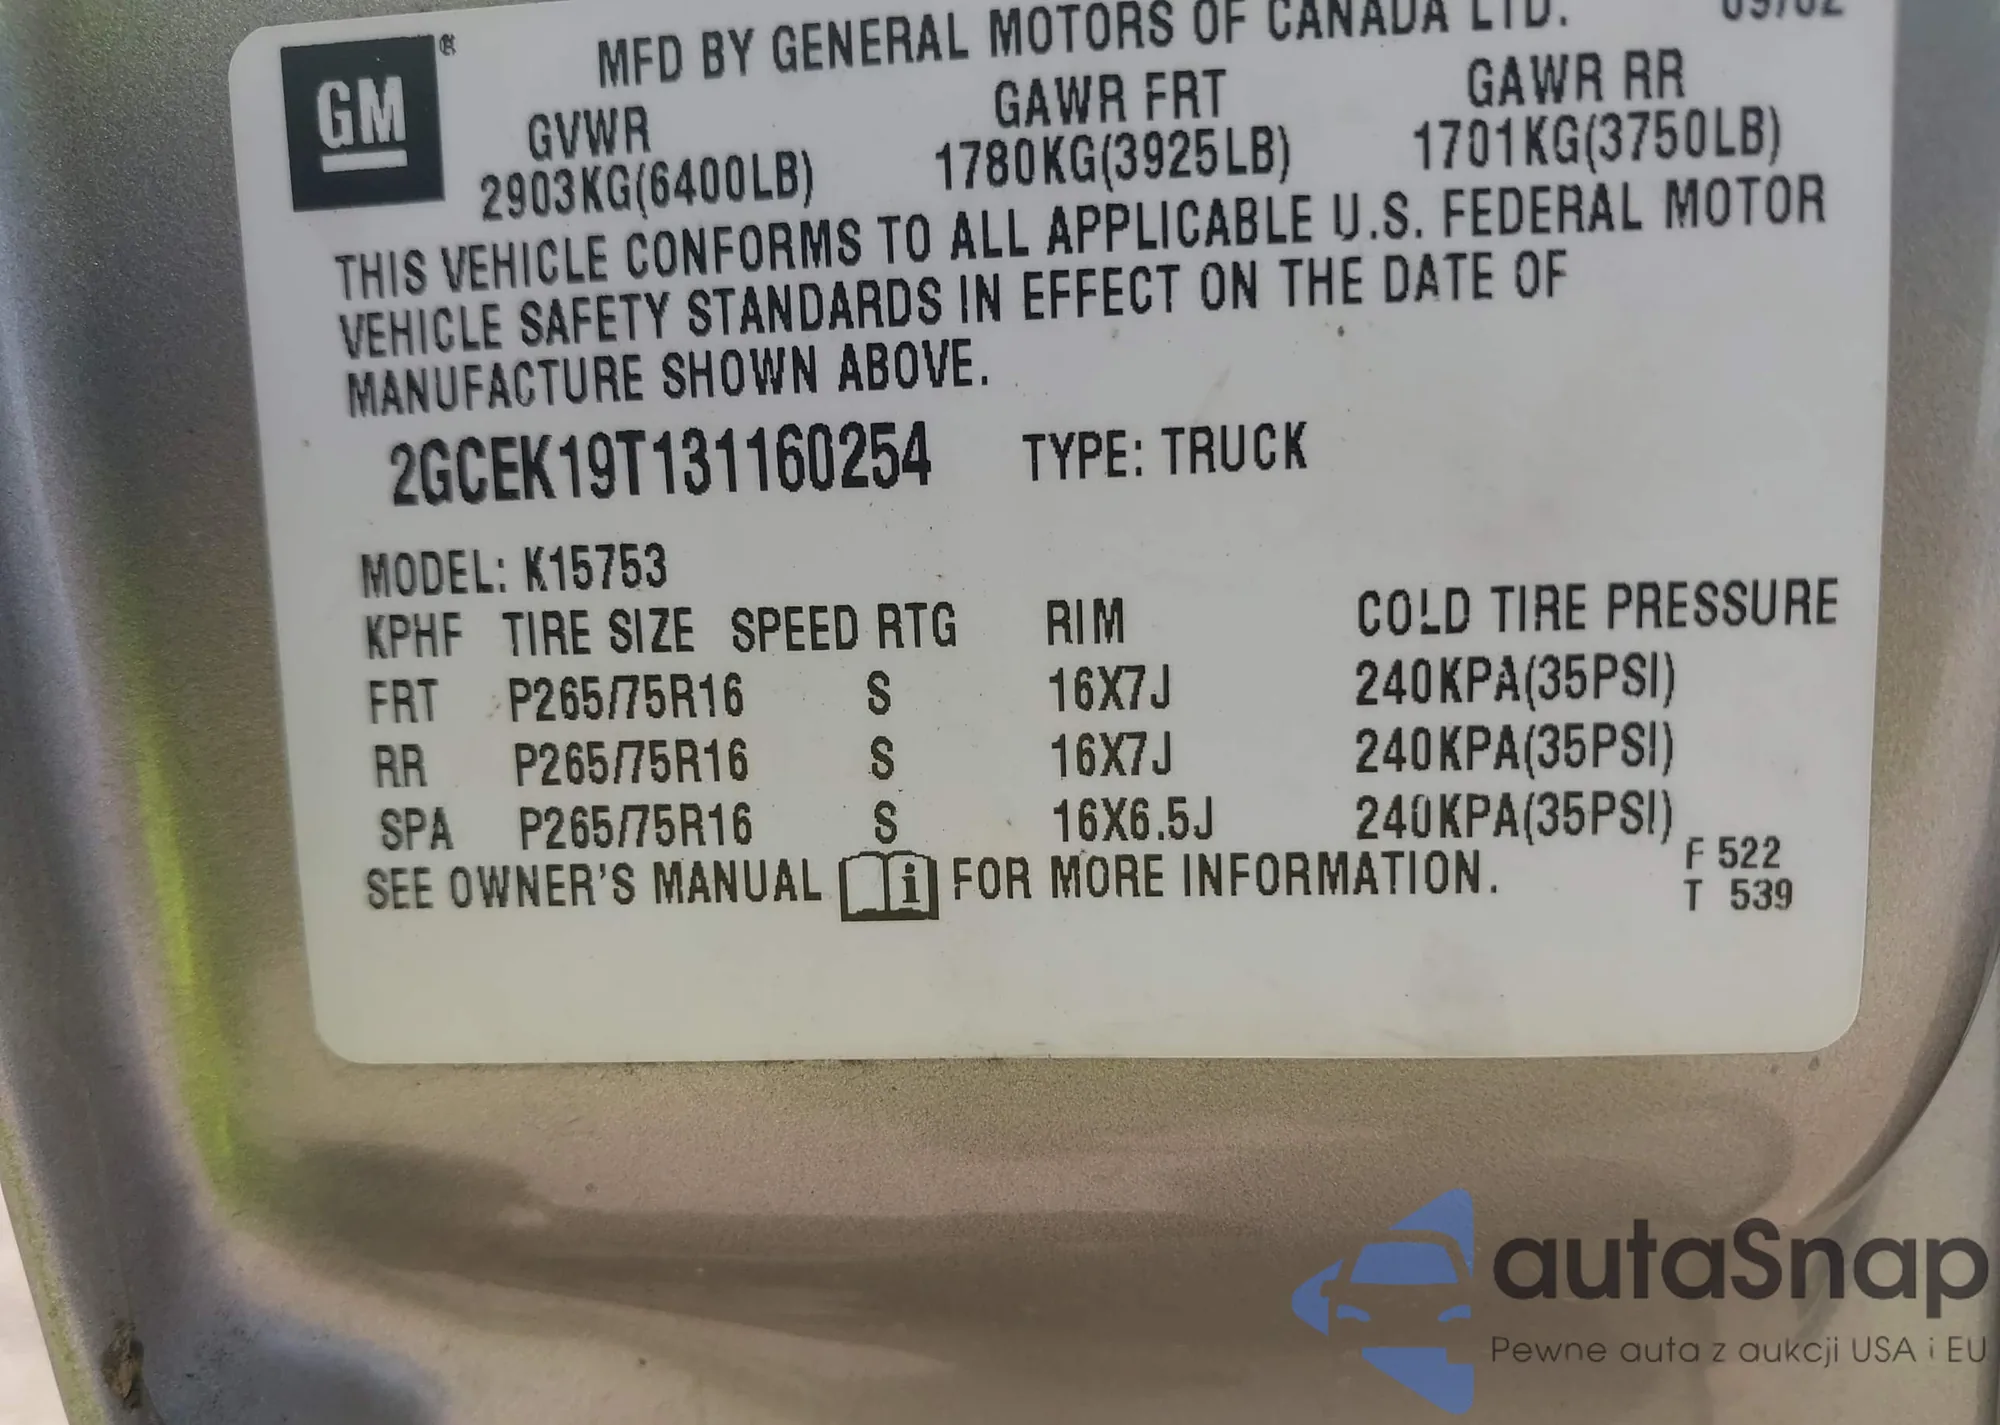 GM ®
MFD BY GENERAL MOTORS OF CANADA LTD. 09/02
GVWR GAWR FRT GAWR RR
2903KG(6400LB) 1780KG(3925LB) 1701KG(3750LB)
THIS VEHICLE CONFORMS TO ALL APPLICABLE U.S. FEDERAL MOTOR
VEHICLE SAFETY STANDARDS IN EFFECT ON THE DATE OF
MANUFACTURE SHOWN ABOVE.
2GCEK19T131160254 TYPE: TRUCK
MODEL: K15753
KPHF TIRE SIZE SPEED RTG RIM COLD TIRE PRESSURE
FRT P265/75R16 S 16X7J 240KPA(35PSI)
RR P265/75R16 S 16X7J 240KPA(35PSI)
SPA P265/75R16 S 16X6.5J 240KPA(35PSI)
SEE OWNER'S MANUAL i FOR MORE INFORMATION.
F 522
T 539
autaSnap
Pewne auta z aukcji USA i EU